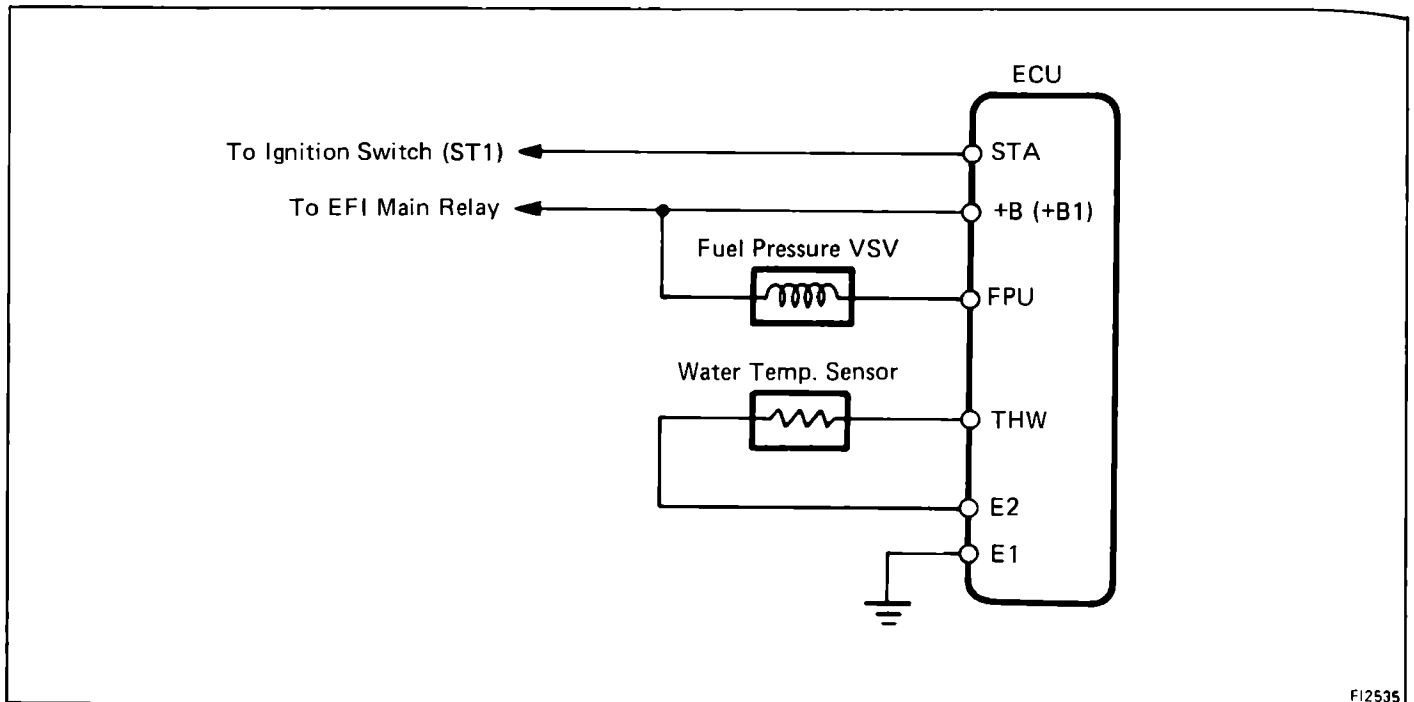 ECU
To Ignition Switch (ST1)
STA
To EFI Main Relay
+B (+B1)
Fuel Pressure VSV
FPU
Water Temp. Sensor
THW
E2
E1
FI2535